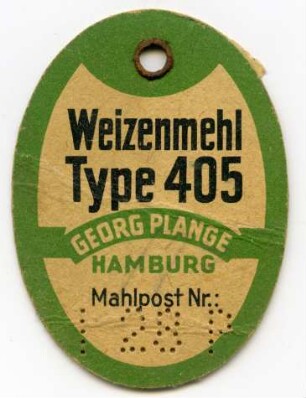 Weizenmehl
Type 405
GEORG PLANGE
HAMBURG
Mahlpost Nr.: